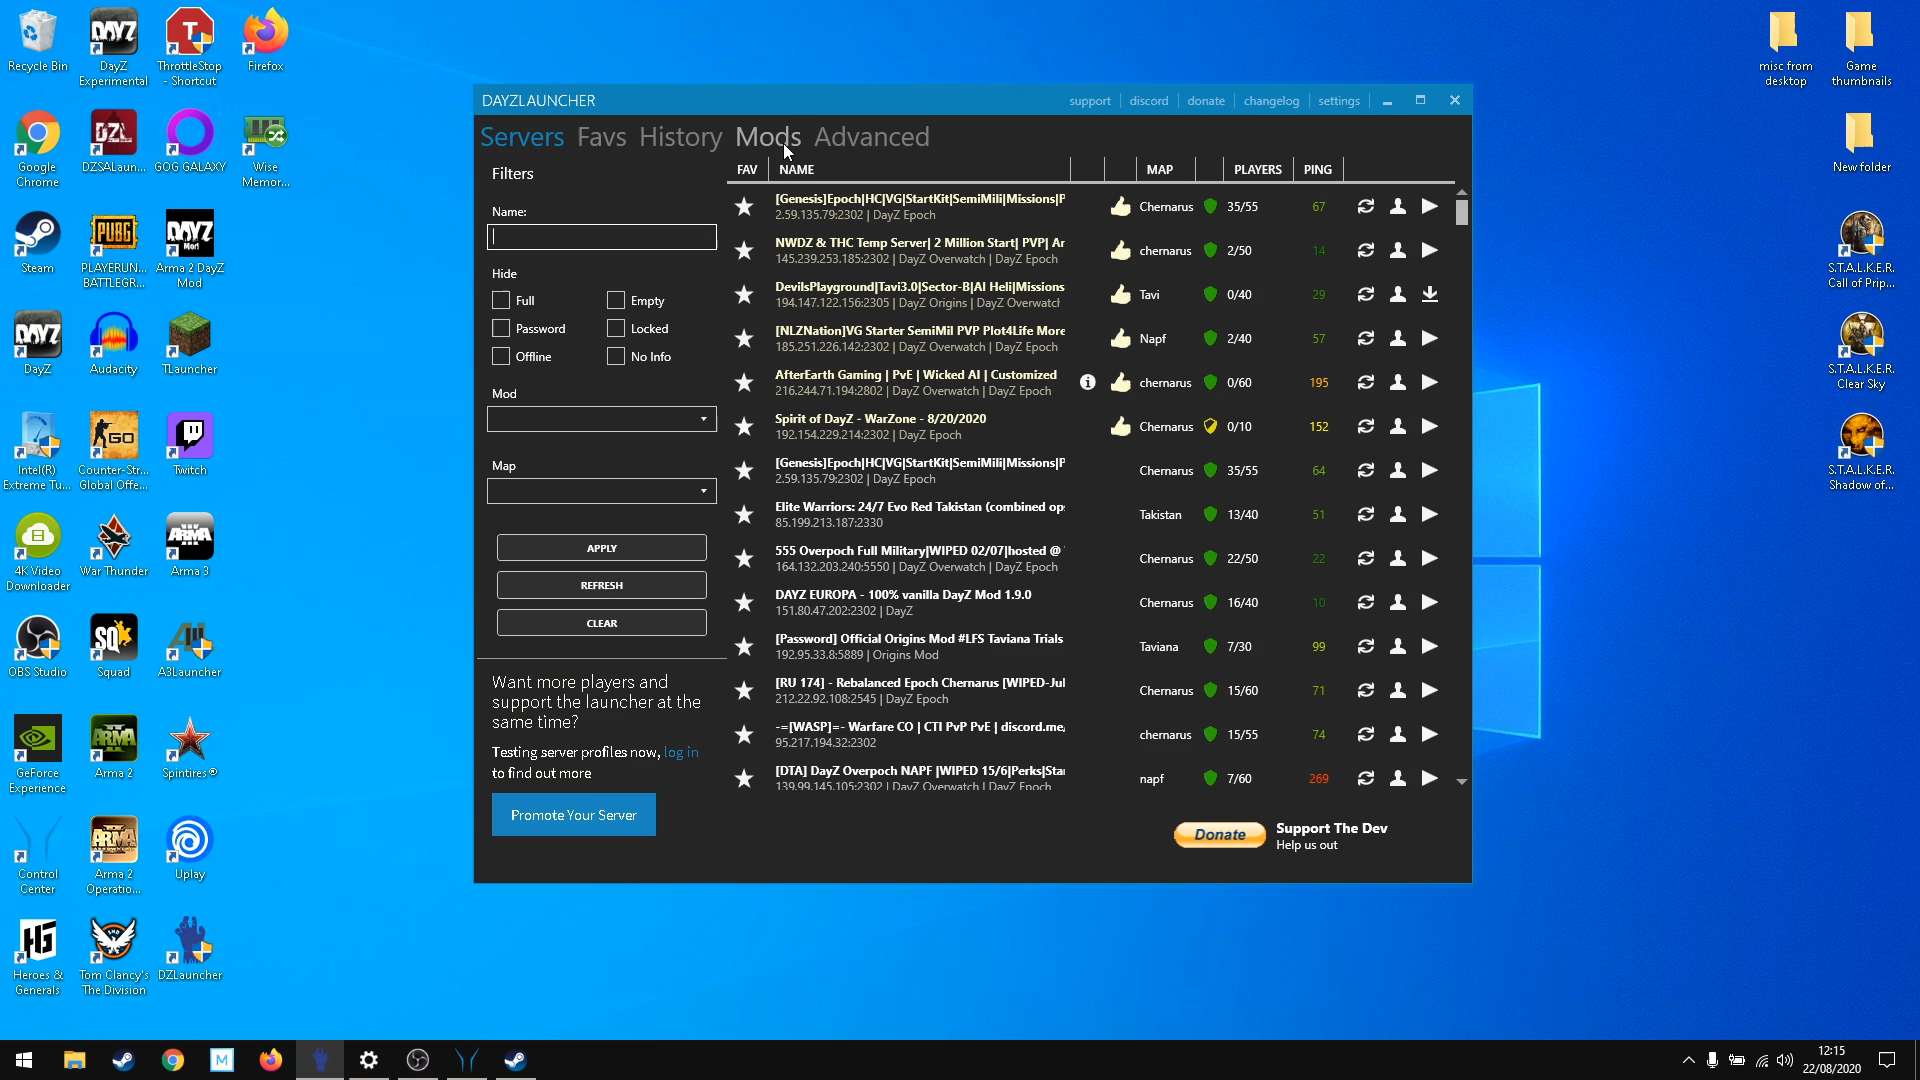 Recycle Bin
DayZ Experimental
ThrottleStop - Shortcut
Firefox
Google Chrome
DZSALaun...
GOG GALAXY
Wise Memor...
Steam
PLAYERUN... BATTLEGR...
Arma 2 DayZ Mod
DayZ
Audacity
TLauncher
Intel(R) Extreme Tu...
Counter-Str... Global Offe...
Twitch
4K Video Downloader
War Thunder
Arma 3
OBS Studio
Squad
A3Launcher
GeForce Experience
Arma 2
Spintires®
Control Center
Arma 2 Operatio...
Uplay
Heroes & Generals
Tom Clancy's The Division
DZLauncher
misc from desktop
Game thumbnails
New folder
S.T.A.L.K.E.R. Call of Prip...
S.T.A.L.K.E.R. Clear Sky
S.T.A.L.K.E.R. Shadow of...
DAYZLAUNCHER
support
discord
donate
changelog
settings
Servers Favs History Mods Advanced
Filters
Name:
Hide
Full
Empty
Password
Locked
Offline
No Info
Mod
Map
APPLY
REFRESH
CLEAR
Want more players and
support the launcher at the
same time?
Testing server profiles now, log in
to find out more
Promote Your Server
FAV NAME MAP PLAYERS PING
[Genesis]Epoch|HC|VG|StartKit|SemiMili|Missions|P
2.59.135.79:2302 | DayZ Epoch
Chernarus 35/55 67
NWDZ & THC Temp Server| 2 Million Start| PVP| Ar
145.239.253.185:2302 | DayZ Overwatch | DayZ Epoch
chernarus 2/50 14
DevilsPlayground|Tavi3.0|Sector-B|AI Heli|Missions
194.147.122.156:2305 | DayZ Origins | DayZ Overwatch
Tavi 0/40 29
[NLZNation]VG Starter SemiMil PVP Plot4Life More
185.251.226.142:2302 | DayZ Overwatch | DayZ Epoch
Napf 2/40 57
AfterEarth Gaming | PvE | Wicked AI | Customized
216.244.71.194:2802 | DayZ Overwatch | DayZ Epoch
chernarus 0/60 195
Spirit of DayZ - WarZone - 8/20/2020
192.154.229.214:2302 | DayZ Epoch
Chernarus 0/10 152
[Genesis]Epoch|HC|VG|StartKit|SemiMili|Missions|P
2.59.135.79:2302 | DayZ Epoch
Chernarus 35/55 64
Elite Warriors: 24/7 Evo Red Takistan (combined op
85.199.213.187:2330
Takistan 13/40 51
555 Overpoch Full Military|WIPED 02/07|hosted @
164.132.203.240:5550 | DayZ Overwatch | DayZ Epoch
Chernarus 22/50 22
DAYZ EUROPA - 100% vanilla DayZ Mod 1.9.0
151.80.47.202:2302 | DayZ
Chernarus 16/40 10
[Password] Official Origins Mod #LFS Taviana Trials
192.95.33.8:5889 | Origins Mod
Taviana 7/30 99
[RU 174] - Rebalanced Epoch Chernarus [WIPED-Jul
212.22.92.108:2545 | DayZ Epoch
Chernarus 15/60 71
-=[WASP]=- Warfare CO | CTI PvP PvE | discord.me
95.217.194.32:2302
chernarus 15/55 74
[DTA] DayZ Overpoch NAPF |WIPED 15/6|Perks|Star
139.99.145.105:2302 | DayZ Overwatch | DayZ Epoch
napf 7/60 269
Donate
Support The Dev
Help us out
12:15
22/08/2020